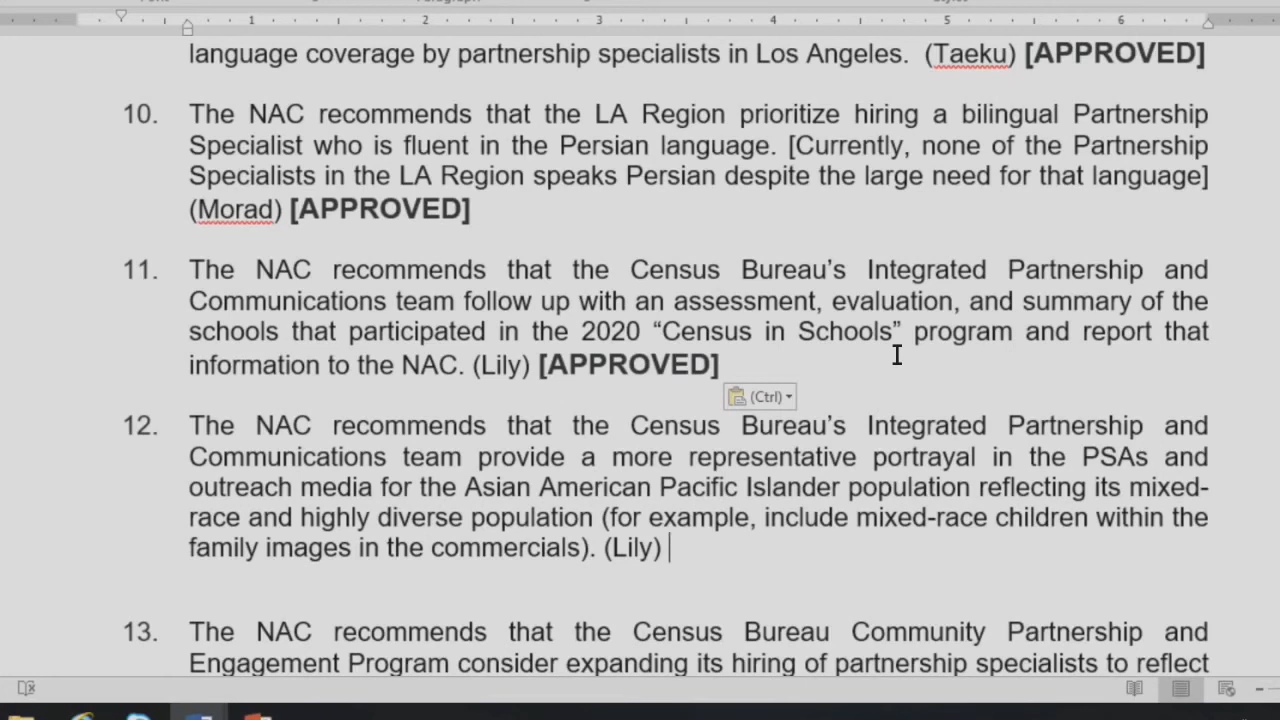 1 2 3 4 5 6
language coverage by partnership specialists in Los Angeles. (Taeku) [APPROVED]
10. The NAC recommends that the LA Region prioritize hiring a bilingual Partnership
Specialist who is fluent in the Persian language. [Currently, none of the Partnership
Specialists in the LA Region speaks Persian despite the large need for that language]
(Morad) [APPROVED]
11. The NAC recommends that the Census Bureau’s Integrated Partnership and
Communications team follow up with an assessment, evaluation, and summary of the
schools that participated in the 2020 “Census in Schools” program and report that
information to the NAC. (Lily) [APPROVED]
(Ctrl)
12. The NAC recommends that the Census Bureau’s Integrated Partnership and
Communications team provide a more representative portrayal in the PSAs and
outreach media for the Asian American Pacific Islander population reflecting its mixed-
race and highly diverse population (for example, include mixed-race children within the
family images in the commercials). (Lily)
13. The NAC recommends that the Census Bureau Community Partnership and
Engagement Program consider expanding its hiring of partnership specialists to reflect